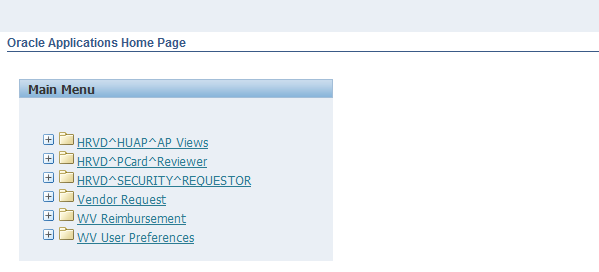 Oracle Applications Home Page
Main Menu
HRVD^HUAP^AP Views
HRVD^PCard^Reviewer
HRVD^SECURITY^REQUESTOR
Vendor Request
WV Reimbursement
WV User Preferences